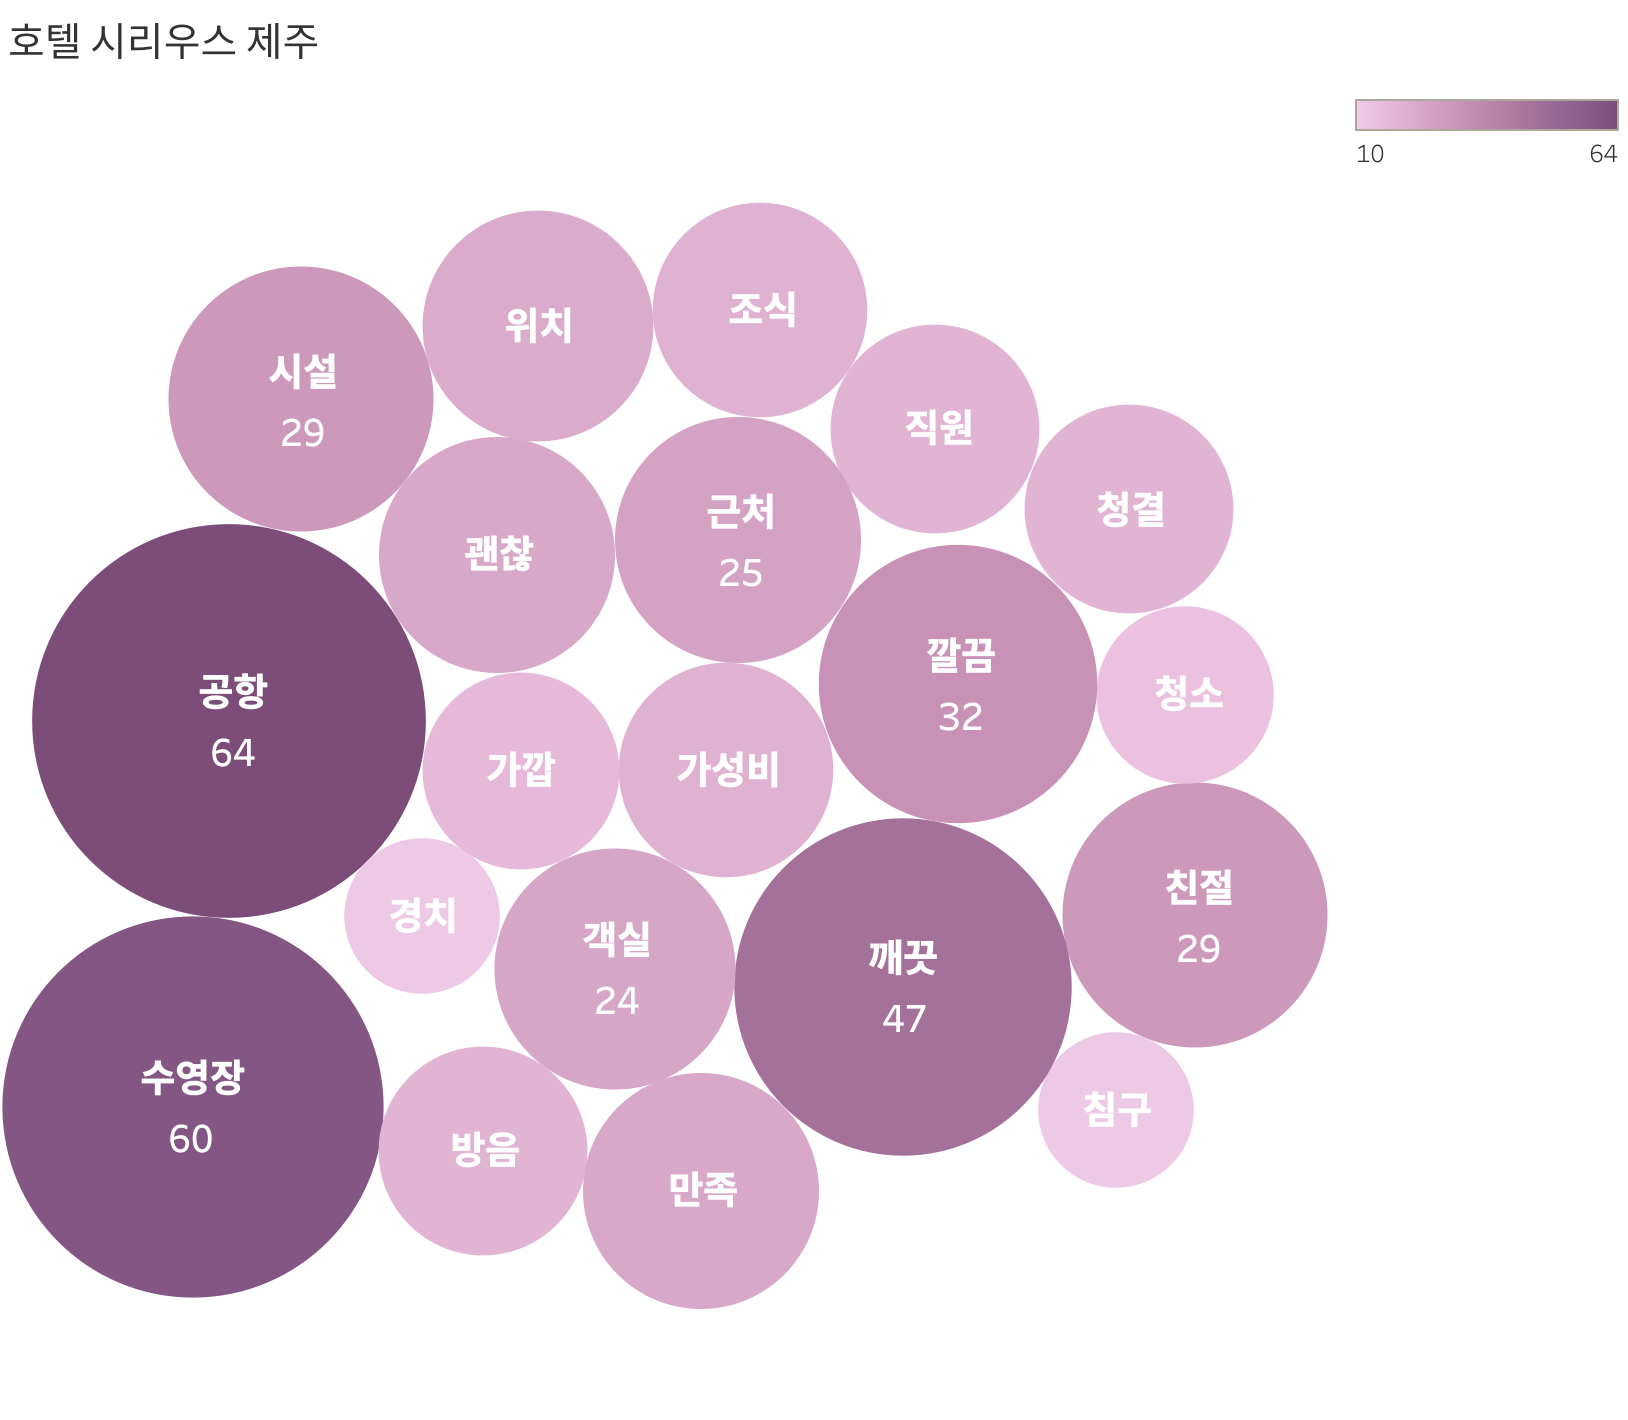 호텔 시리우스 제주
10
64
조식
위치
시설
29
직원
청결
근처
25
괜찮
깔끔
32
청소
공항
64
가깝
가성비
친절
29
경치
객실
24
깨끗
47
수영장
60
침구
방음
만족